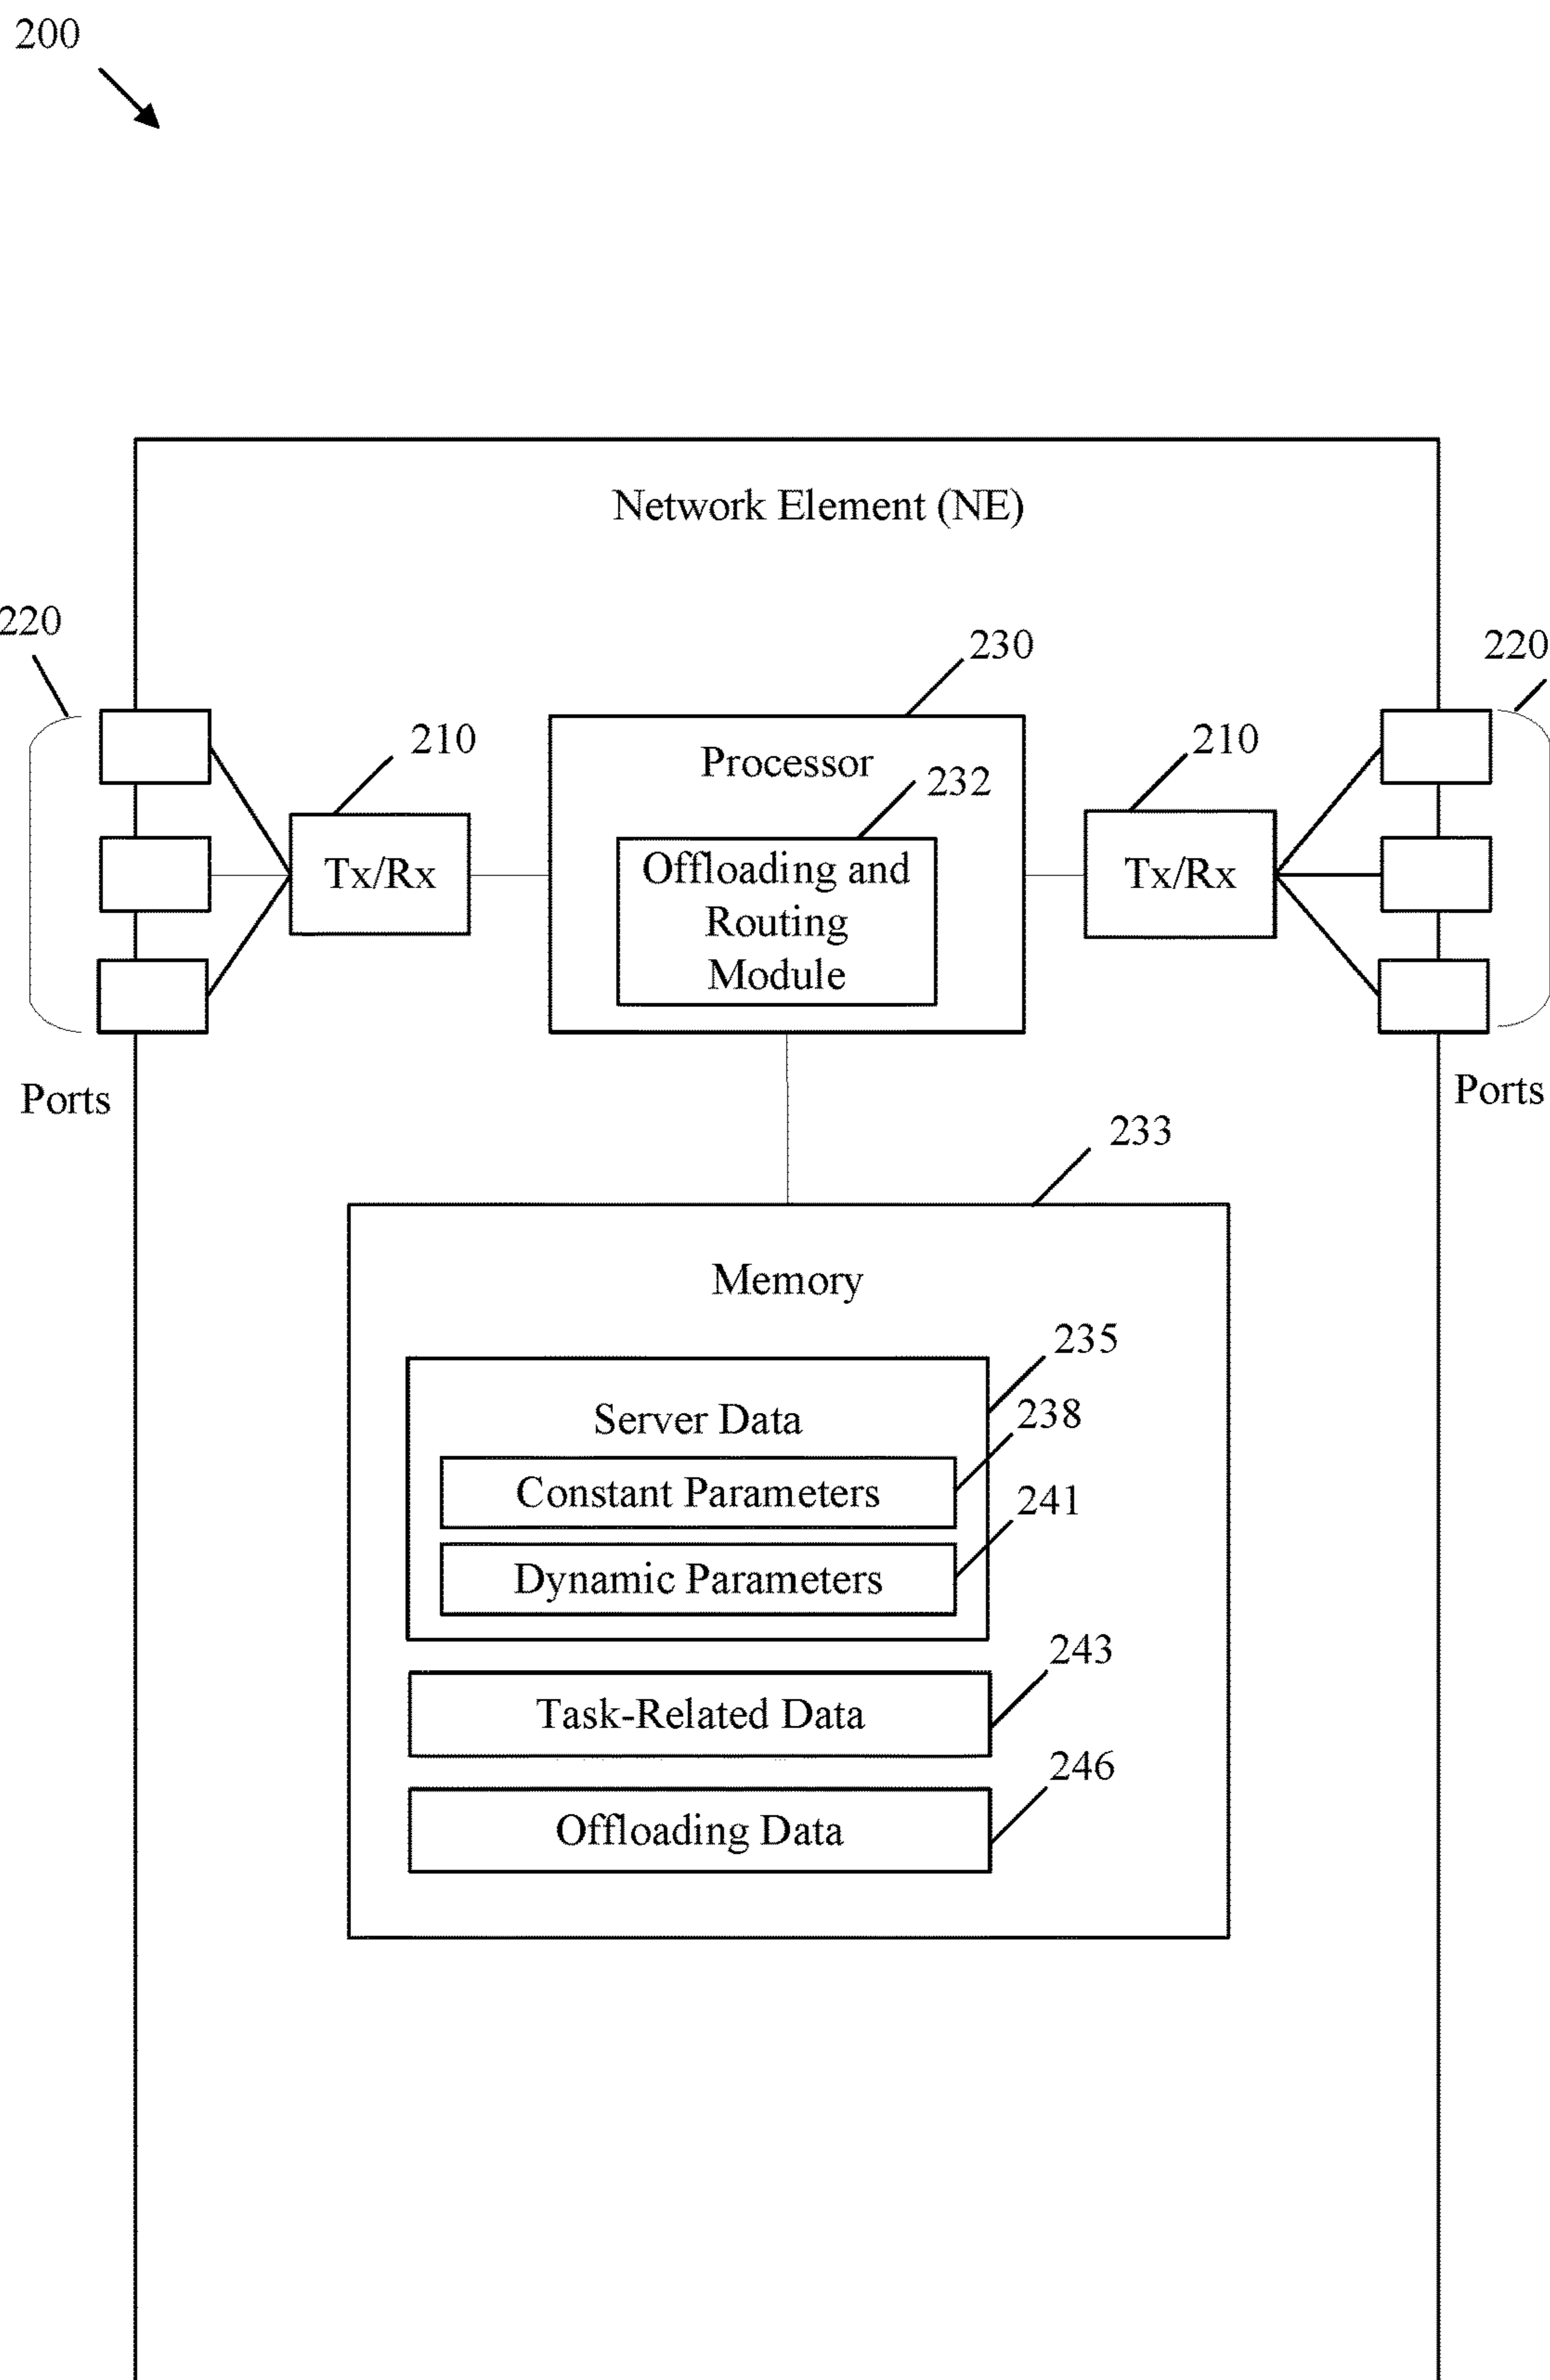 200
Network Element (NE)
220
230
220
210
210
Processor
232
Tx/Rx
Offloading and
Routing
Module
Tx/Rx
Ports
Ports
233
Memory
235
Server Data
238
Constant Parameters
241
Dynamic Parameters
243
Task-Related Data
246
Offloading Data